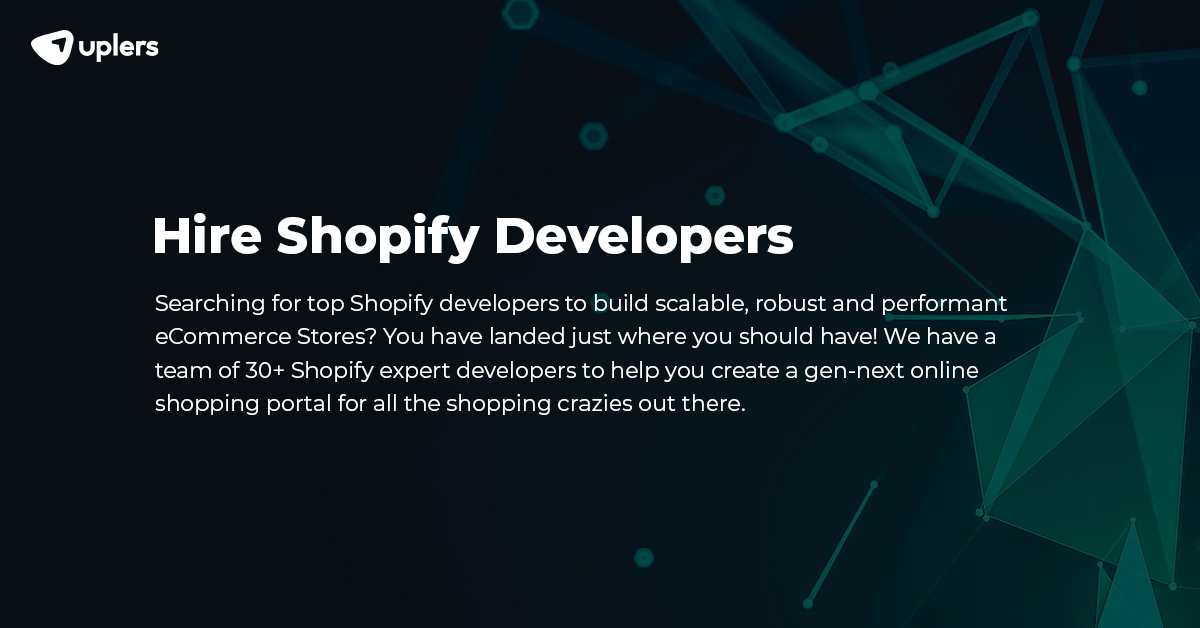 uplers
Hire Shopify Developers
Searching for top Shopify developers to build scalable, robust and performant
eCommerce Stores? You have landed just where you should have! We have a
team of 30+ Shopify expert developers to help you create a gen-next online
shopping portal for all the shopping crazies out there.